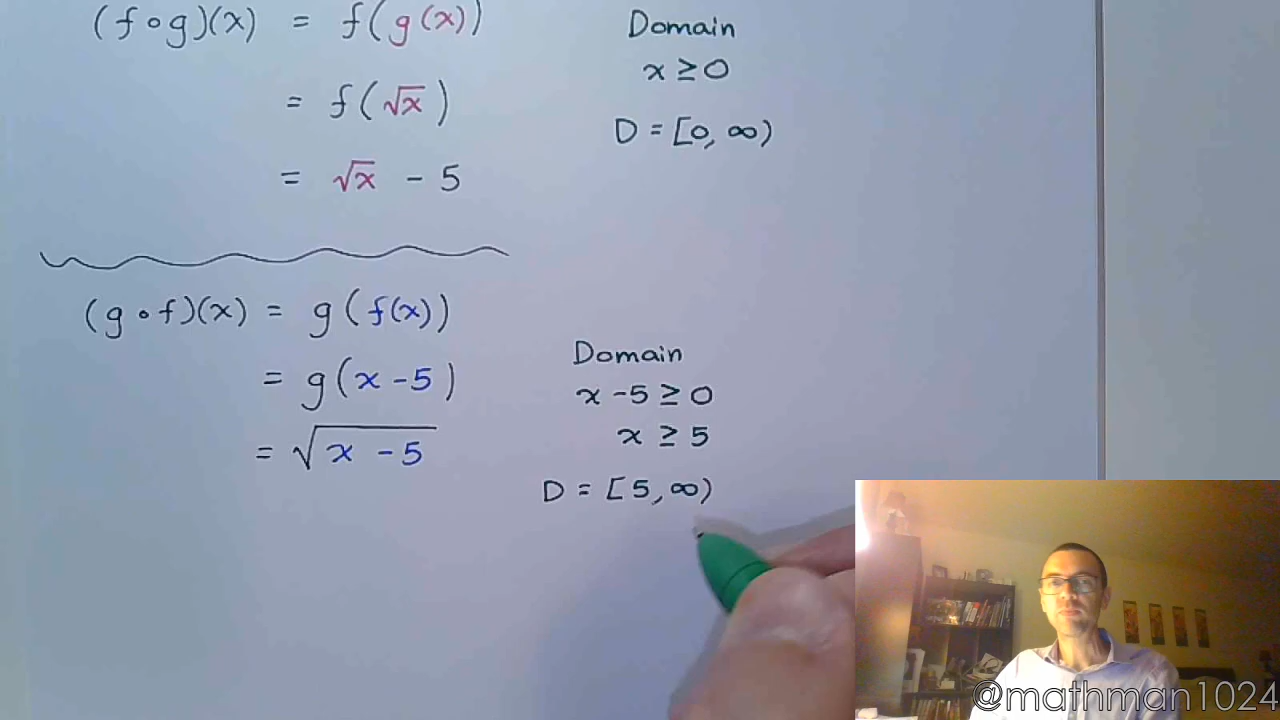 (f∘g)(x) = f(g(x))
= f(√x)
= √x - 5
Domain
x ≥ 0
D = [0, ∞)
(g∘f)(x) = g(f(x))
= g(x - 5)
= √(x - 5)
Domain
x - 5 ≥ 0
x ≥ 5
D = [5, ∞)
@mathman1024